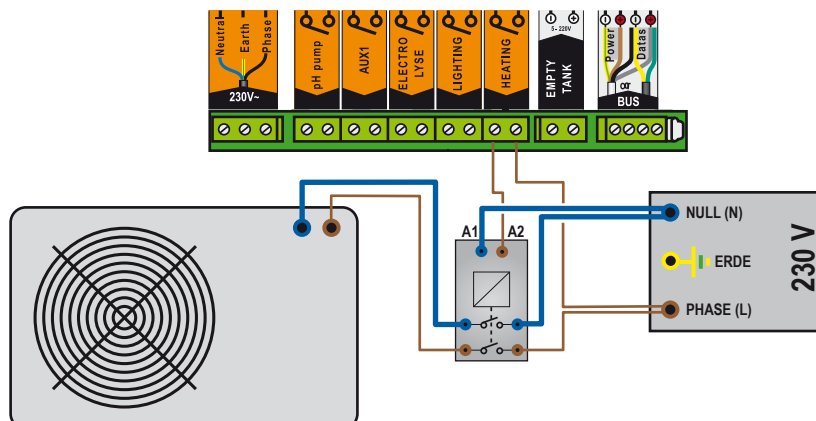 Neutral
Earth
Phase
230V~
pH pump
AUX1
ELECTRO
LYSE
LIGHTING
HEATING
5 - 220V
EMPTY
TANK
Power
Datas
or
BUS
A1
A2
NULL (N)
ERDE
PHASE (L)
230 V